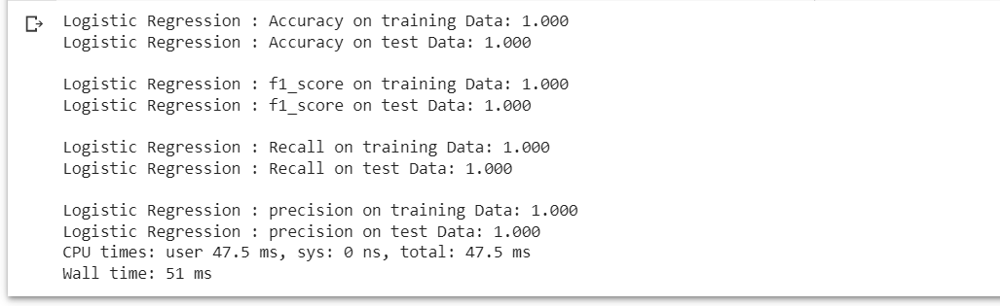 Logistic Regression : Accuracy on training Data: 1.000
Logistic Regression : Accuracy on test Data: 1.000
Logistic Regression : f1_score on training Data: 1.000
Logistic Regression : f1_score on test Data: 1.000
Logistic Regression : Recall on training Data: 1.000
Logistic Regression : Recall on test Data: 1.000
Logistic Regression : precision on training Data: 1.000
Logistic Regression : precision on test Data: 1.000
CPU times: user 47.5 ms, sys: 0 ns, total: 47.5 ms
Wall time: 51 ms